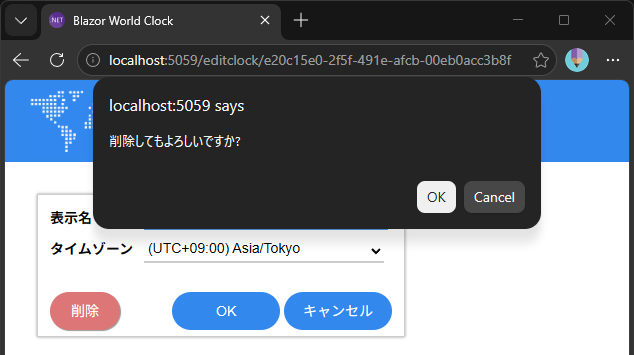 .NET
Blazor World Clock
localhost:5059/editclock/e20c15e0-2f5f-491e-afcb-00eb0acc3b8f
localhost:5059 says
削除してもよろしいですか?
OK
Cancel
表示名
タイムゾーン
(UTC+09:00) Asia/Tokyo
削除
OK
キャンセル